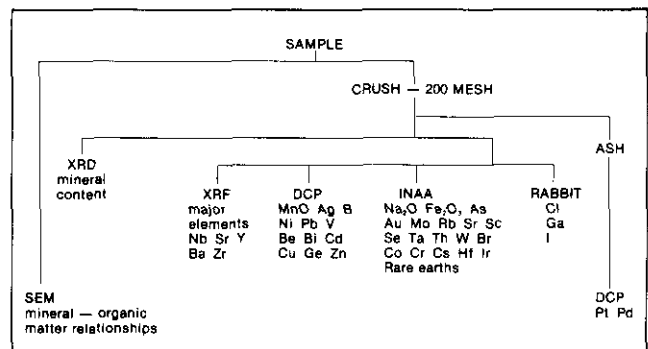 SAMPLE
CRUSH — 200 MESH
XRD
mineral
content
ASH
XRF
major
elements
Nb Sr Y
Ba Zr
DCP
MnO Ag B
Ni Pb V
Be Bi Cd
Cu Ge Zn
INAA
Na₂O Fe₂O₃ As
Au Mo Rb Sr Sc
Se Ta Th W Br
Co Cr Cs Hf Ir
Rare earths
RABBIT
Cl
Ga
I
SEM
mineral — organic
matter relationships
DCP
Pt Pd